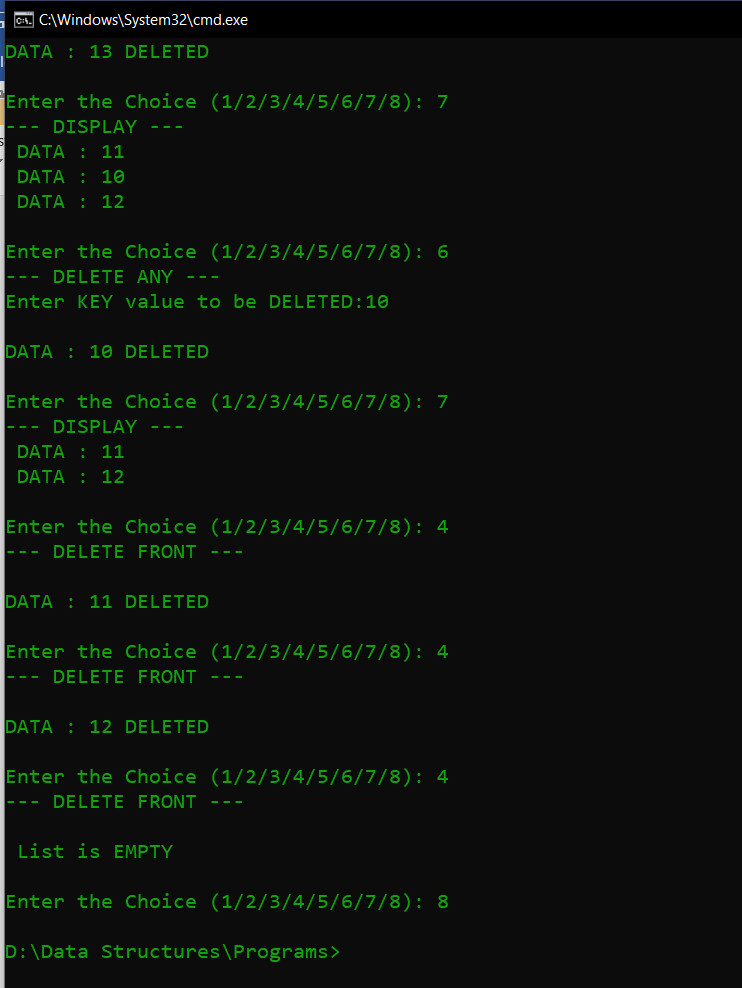 C:\Windows\System32\cmd.exe
DATA : 13 DELETED
Enter the Choice (1/2/3/4/5/6/7/8): 7
--- DISPLAY ---
DATA : 11
DATA : 10
DATA : 12
Enter the Choice (1/2/3/4/5/6/7/8): 6
--- DELETE ANY ---
Enter KEY value to be DELETED:10
DATA : 10 DELETED
Enter the Choice (1/2/3/4/5/6/7/8): 7
--- DISPLAY ---
DATA : 11
DATA : 12
Enter the Choice (1/2/3/4/5/6/7/8): 4
--- DELETE FRONT ---
DATA : 11 DELETED
Enter the Choice (1/2/3/4/5/6/7/8): 4
--- DELETE FRONT ---
DATA : 12 DELETED
Enter the Choice (1/2/3/4/5/6/7/8): 4
--- DELETE FRONT ---
List is EMPTY
Enter the Choice (1/2/3/4/5/6/7/8): 8
D:\Data Structures\Programs>